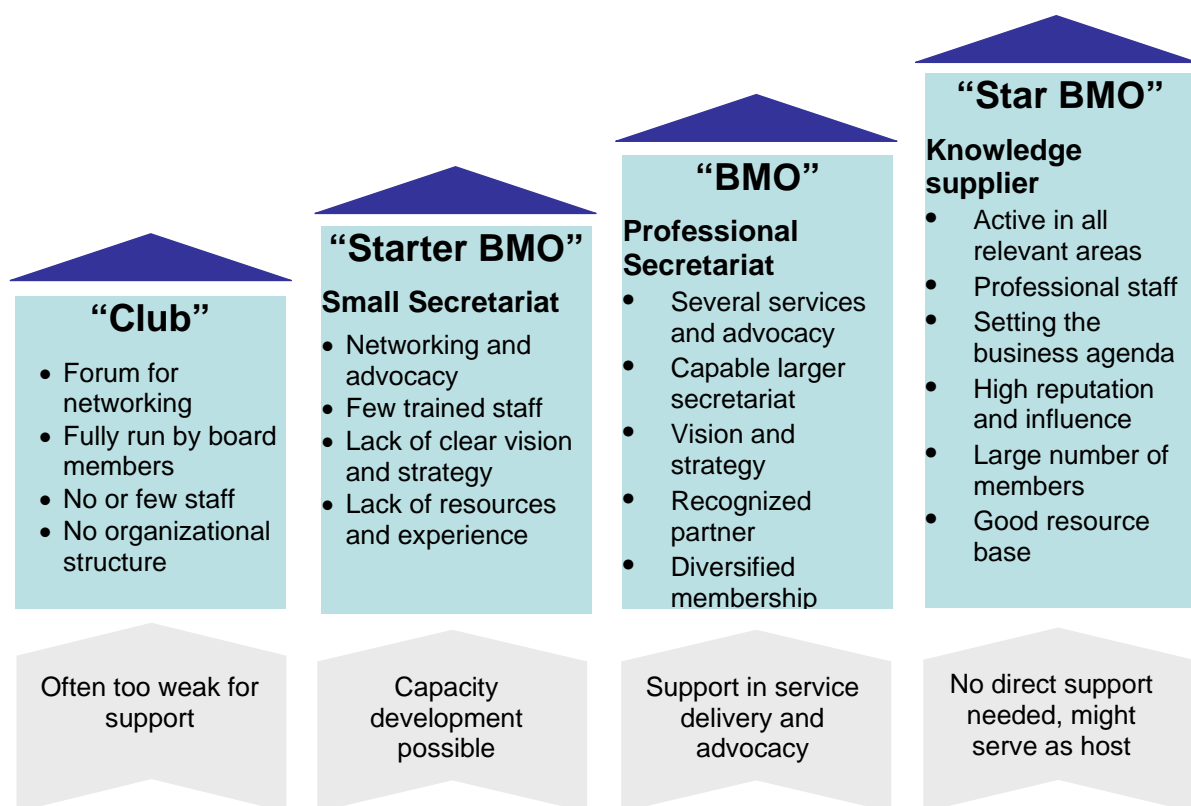 “Club”
• Forum for
networking
• Fully run by board
members
• No or few staff
• No organizational
structure
Often too weak for
support
“Starter BMO”
Small Secretariat
• Networking and
advocacy
• Few trained staff
• Lack of clear vision
and strategy
• Lack of resources
and experience
Capacity
development
possible
“BMO”
Professional
Secretariat
• Several services
and advocacy
• Capable larger
secretariat
• Vision and
strategy
• Recognized
partner
• Diversified
membership
Support in service
delivery and
advocacy
“Star BMO”
Knowledge
supplier
• Active in all
relevant areas
• Professional staff
• Setting the
business agenda
• High reputation
and influence
• Large number of
members
• Good resource
base
No direct support
needed, might
serve as host